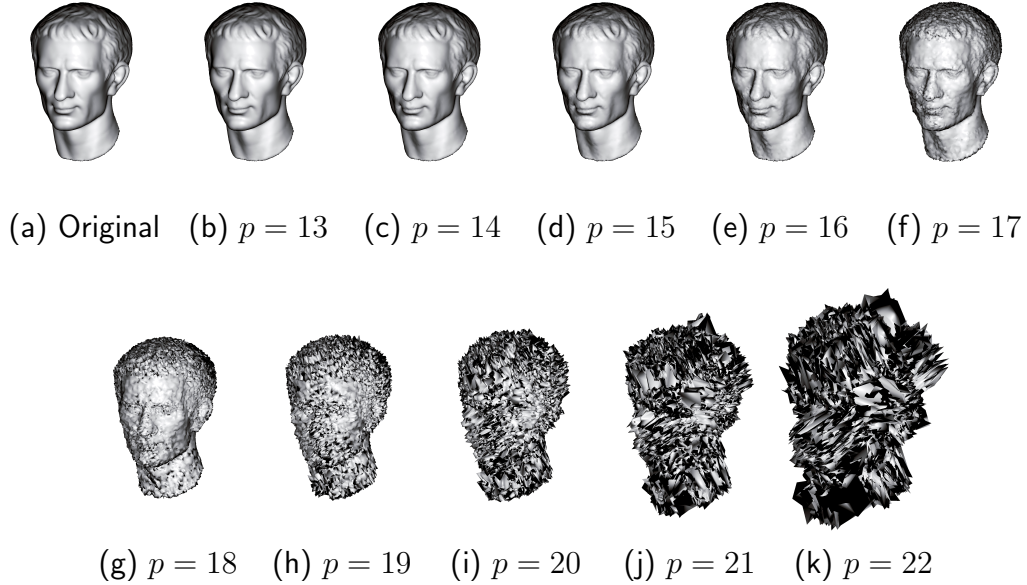 (a) Original (b) p = 13 (c) p = 14 (d) p = 15 (e) p = 16 (f) p = 17
(g) p = 18 (h) p = 19 (i) p = 20 (j) p = 21 (k) p = 22